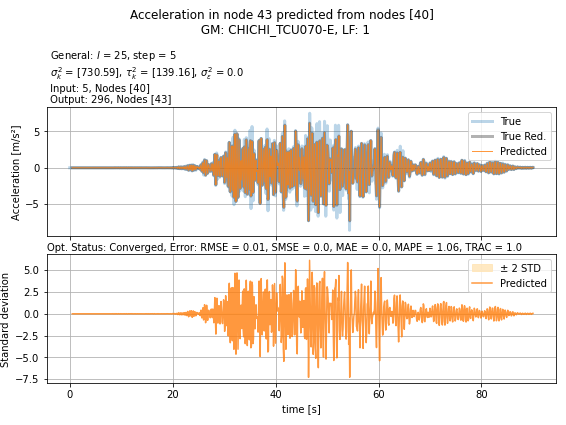 Acceleration in node 43 predicted from nodes [40]
GM: CHICHI_TCU070-E, LF: 1
General: l = 25, step = 5
σ²ₖ = [730.59], τ²ₖ = [139.16], σ²ε = 0.0
Input: 5, Nodes [40]
Output: 296, Nodes [43]
Acceleration [m/s²]
5
0
−5
True
True Red.
Predicted
Opt. Status: Converged, Error: RMSE = 0.01, SMSE = 0.0, MAE = 0.0, MAPE = 1.06, TRAC = 1.0
Standard deviation
5.0
2.5
0.0
−2.5
−5.0
−7.5
± 2 STD
Predicted
0 20 40 60 80
time [s]